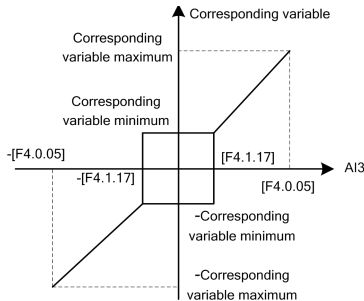 Corresponding variable
Corresponding
variable maximum
Corresponding
variable minimum
-[F4.0.05]
-[F4.1.17]
[F4.1.17]
AI3
[F4.0.05]
-Corresponding
variable minimum
-Corresponding
variable maximum